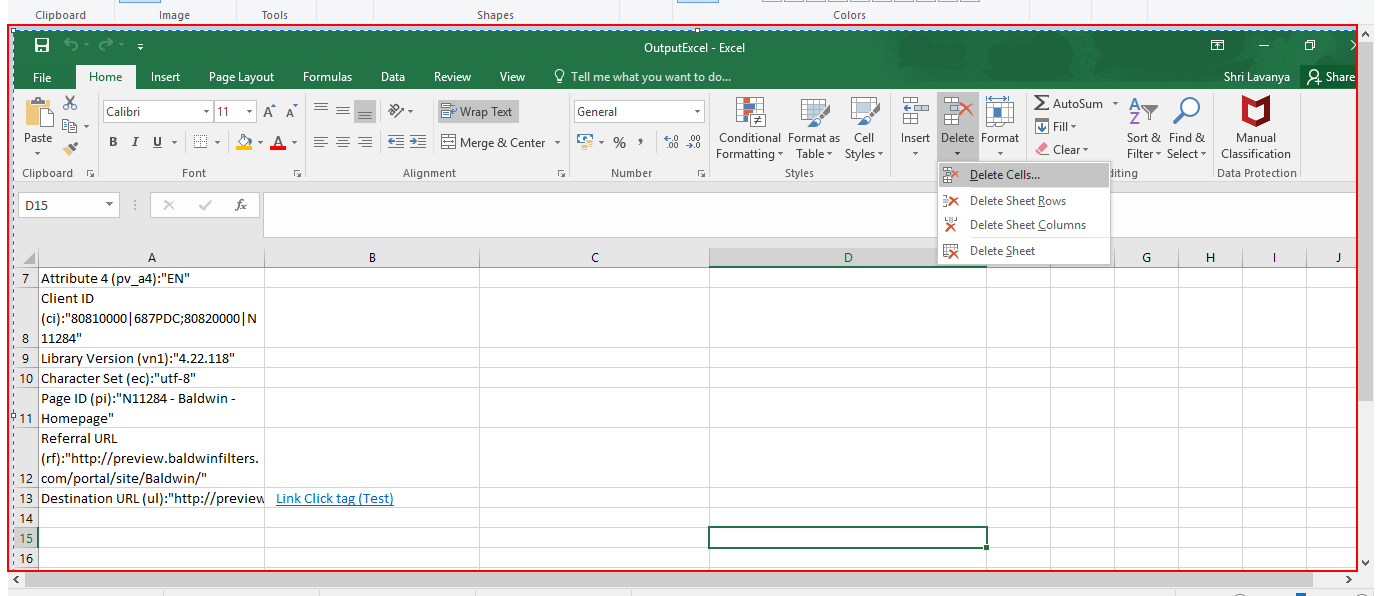 Clipboard Image Tools Shapes Colors
OutputExcel - Excel
File Home Insert Page Layout Formulas Data Review View Tell me what you want to do... Shri Lavanya Share
Paste
Calibri 11
B I U A
A A
Wrap Text
Merge & Center
General
% ,
.0 .00
.00 .0
Conditional Formatting
Format as Table
Cell Styles
Insert Delete Format
AutoSum
Fill
Clear
Sort & Filter
Find & Select
Manual Classification
Clipboard Font Alignment Number Styles diting Data Protection
Delete Cells...
Delete Sheet Rows
Delete Sheet Columns
Delete Sheet
D15 fx
A B C D G H I J
7 Attribute 4 (pv_a4):"EN"
Client ID
(ci):"80810000|687PDC;80820000|N
8 11284"
9 Library Version (vn1):"4.22.118"
10 Character Set (ec):"utf-8"
Page ID (pi):"N11284 - Baldwin -
11 Homepage"
Referral URL
(rf):"http://preview.baldwinfilters.
12 com/portal/site/Baldwin/"
13 Destination URL (ul):"http://preview Link Click tag (Test)
14
15
16